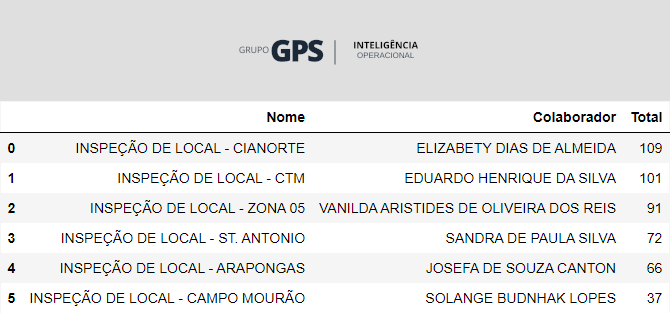 GRUPO GPS | INTELIGÊNCIA
OPERACIONAL
Nome Colaborador Total
0 INSPEÇÃO DE LOCAL - CIANORTE ELIZABETY DIAS DE ALMEIDA 109
1 INSPEÇÃO DE LOCAL - CTM EDUARDO HENRIQUE DA SILVA 101
2 INSPEÇÃO DE LOCAL - ZONA 05 VANILDA ARISTIDES DE OLIVEIRA DOS REIS 91
3 INSPEÇÃO DE LOCAL - ST. ANTONIO SANDRA DE PAULA SILVA 72
4 INSPEÇÃO DE LOCAL - ARAPONGAS JOSEFA DE SOUZA CANTON 66
5 INSPEÇÃO DE LOCAL - CAMPO MOURÃO SOLANGE BUDNHAK LOPES 37